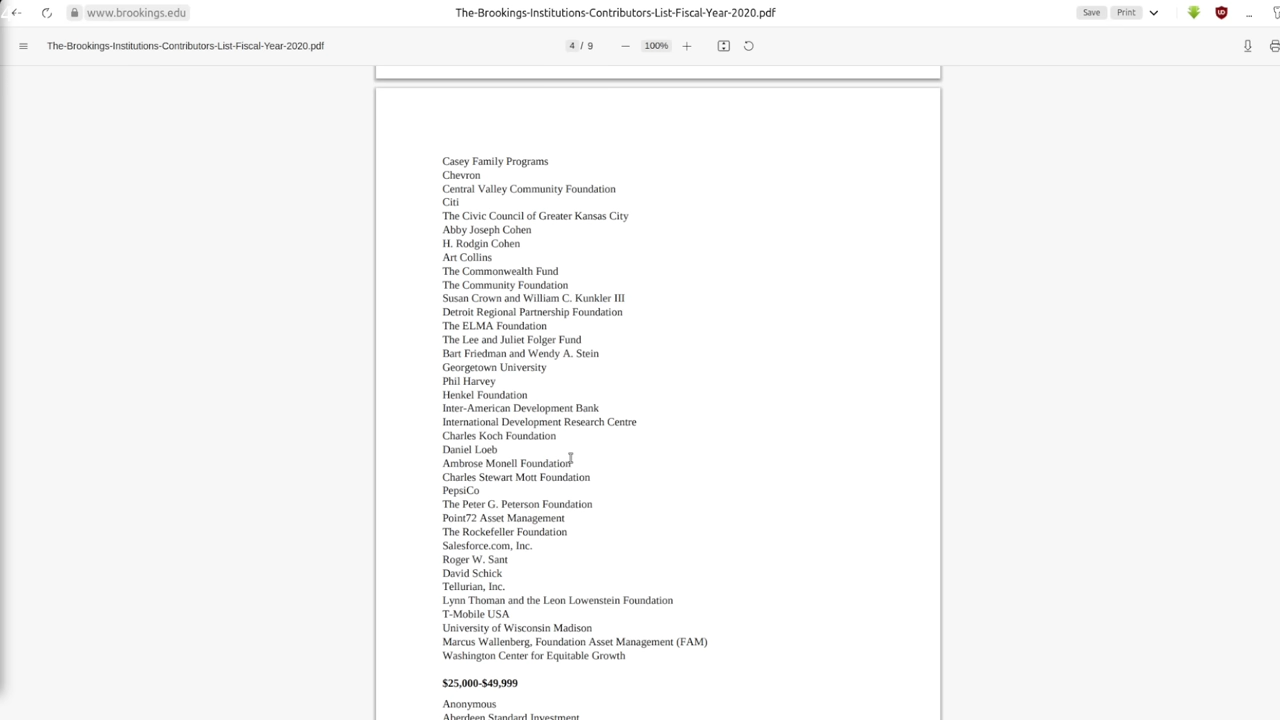 www.brookings.edu
The-Brookings-Institutions-Contributors-List-Fiscal-Year-2020.pdf
Save
Print
...
The-Brookings-Institutions-Contributors-List-Fiscal-Year-2020.pdf
4 / 9
100%
Casey Family Programs
Chevron
Central Valley Community Foundation
Citi
The Civic Council of Greater Kansas City
Abby Joseph Cohen
H. Rodgin Cohen
Art Collins
The Commonwealth Fund
The Community Foundation
Susan Crown and William C. Kunkler III
Detroit Regional Partnership Foundation
The ELMA Foundation
The Lee and Juliet Folger Fund
Bart Friedman and Wendy A. Stein
Georgetown University
Phil Harvey
Henkel Foundation
Inter-American Development Bank
International Development Research Centre
Charles Koch Foundation
Daniel Loeb
Ambrose Monell Foundation
Charles Stewart Mott Foundation
PepsiCo
The Peter G. Peterson Foundation
Point72 Asset Management
The Rockefeller Foundation
Salesforce.com, Inc.
Roger W. Sant
David Schick
Tellurian, Inc.
Lynn Thoman and the Leon Lowenstein Foundation
T-Mobile USA
University of Wisconsin Madison
Marcus Wallenberg, Foundation Asset Management (FAM)
Washington Center for Equitable Growth
$25,000-$49,999
Anonymous
Aberdeen Standard Investment